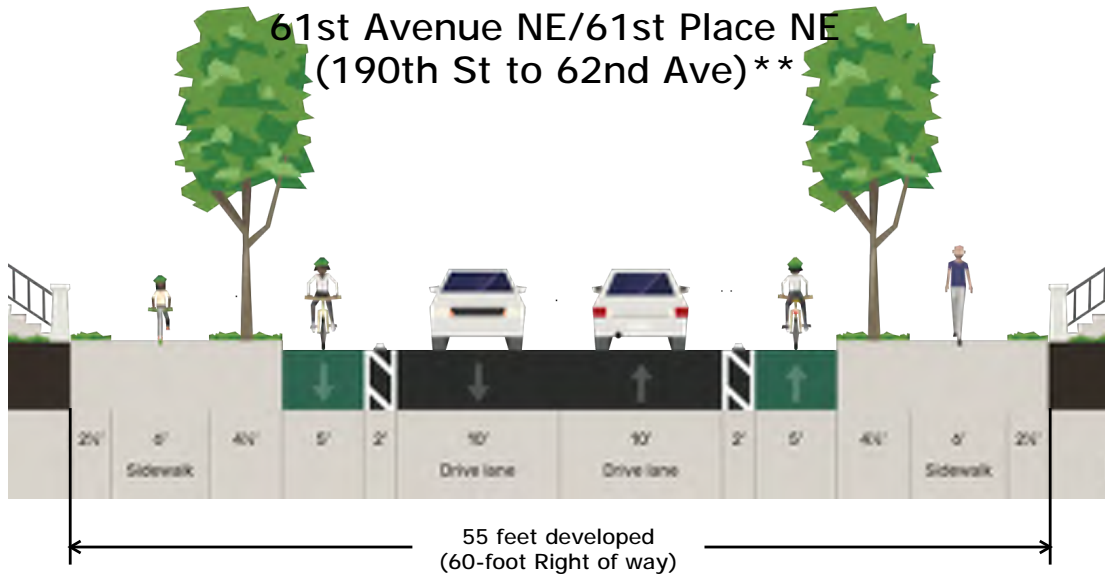 61st Avenue NE/61st Place NE
(190th St to 62nd Ave)**
2½' 6' 4½' 5' 2' 10' 10' 2' 5' 4½' 6' 2½'
Sidewalk Drive lane Drive lane Sidewalk
55 feet developed
(60-foot Right of way)